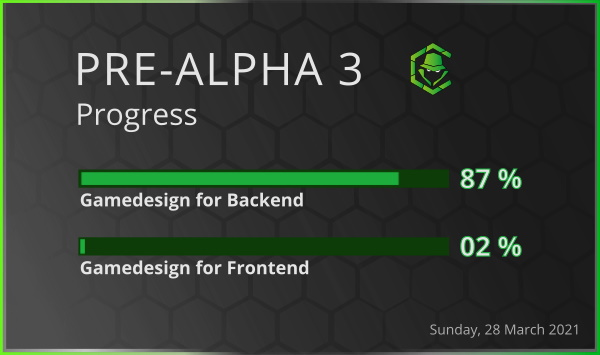 PRE-ALPHA 3
Progress
87 %
Gamedesign for Backend
02 %
Gamedesign for Frontend
Sunday, 28 March 2021